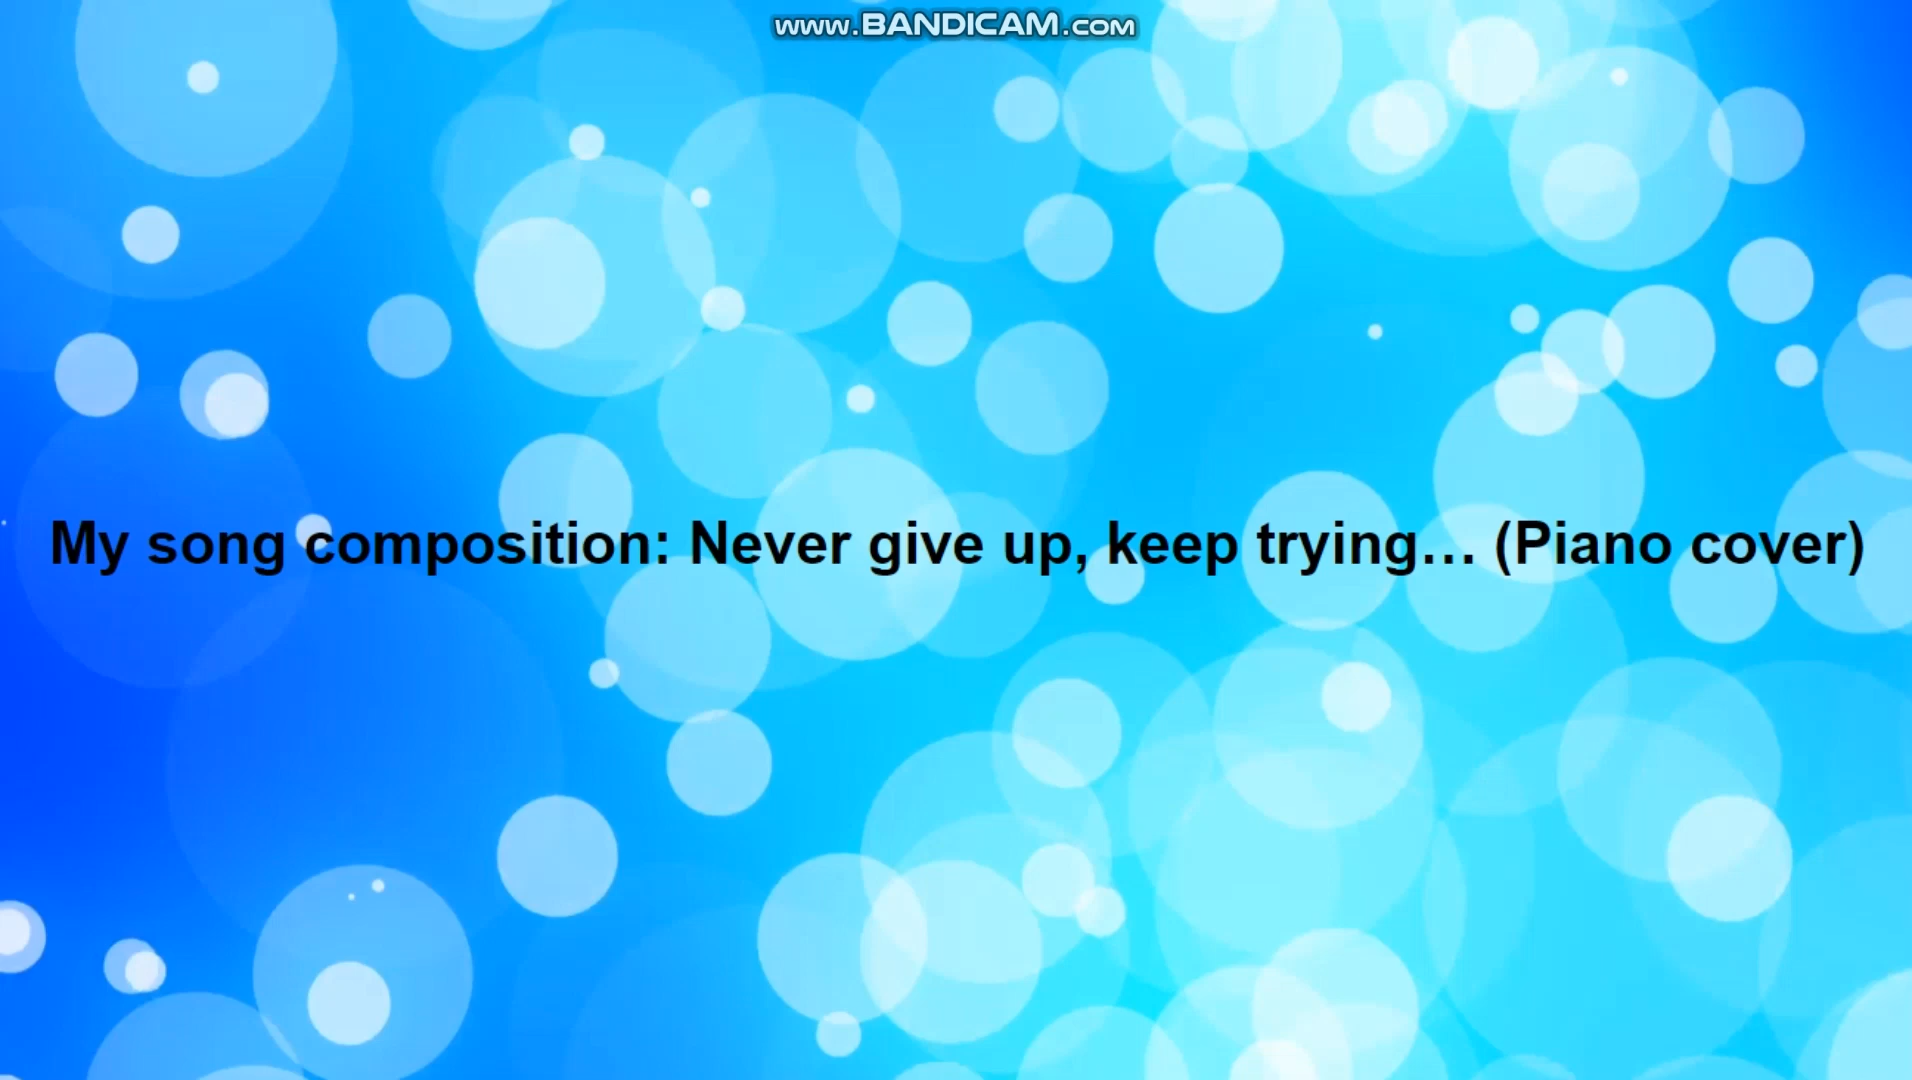 www.BANDICAM.com
My song composition: Never give up, keep trying… (Piano cover)